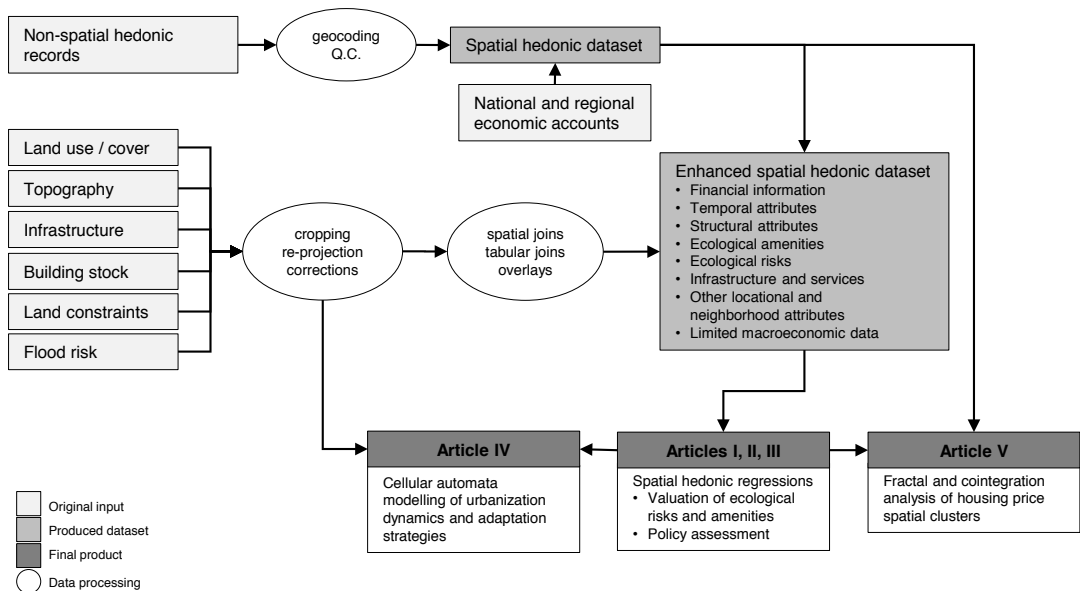 Non-spatial hedonic
records
geocoding
Q.C.
Spatial hedonic dataset
National and regional
economic accounts
Land use / cover
Topography
Infrastructure
Building stock
Land constraints
Flood risk
cropping
re-projection
corrections
spatial joins
tabular joins
overlays
Enhanced spatial hedonic dataset
• Financial information
• Temporal attributes
• Structural attributes
• Ecological amenities
• Ecological risks
• Infrastructure and services
• Other locational and
neighborhood attributes
• Limited macroeconomic data
Article IV
Cellular automata
modelling of urbanization
dynamics and adaptation
strategies
Articles I, II, III
Spatial hedonic regressions
• Valuation of ecological
risks and amenities
• Policy assessment
Article V
Fractal and cointegration
analysis of housing price
spatial clusters
Original input
Produced dataset
Final product
Data processing